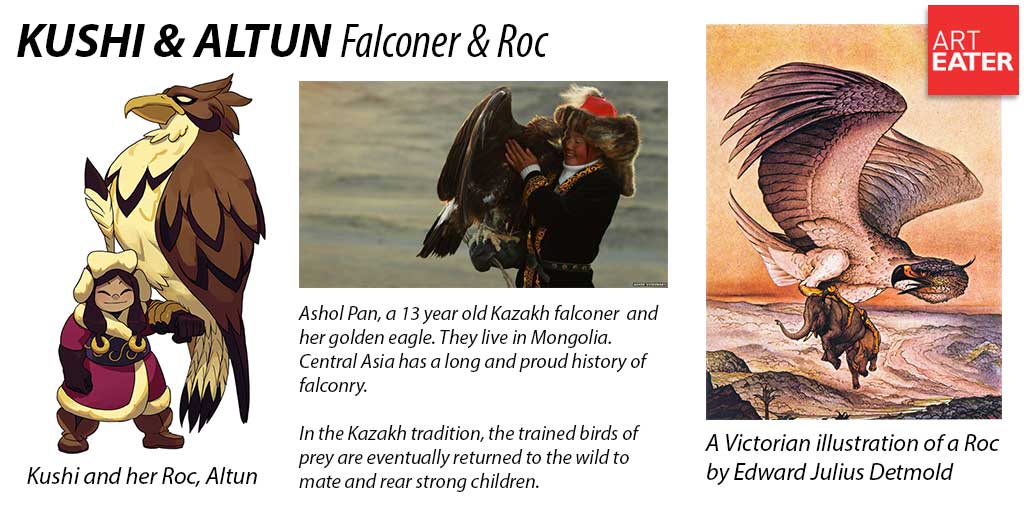 KUSHI & ALTUN Falconer & Roc
ART
EATER
Ashol Pan, a 13 year old Kazakh falconer and
her golden eagle. They live in Mongolia.
Central Asia has a long and proud history of
falconry.
In the Kazakh tradition, the trained birds of
prey are eventually returned to the wild to
mate and rear strong children.
Kushi and her Roc, Altun
A Victorian illustration of a Roc
by Edward Julius Detmold